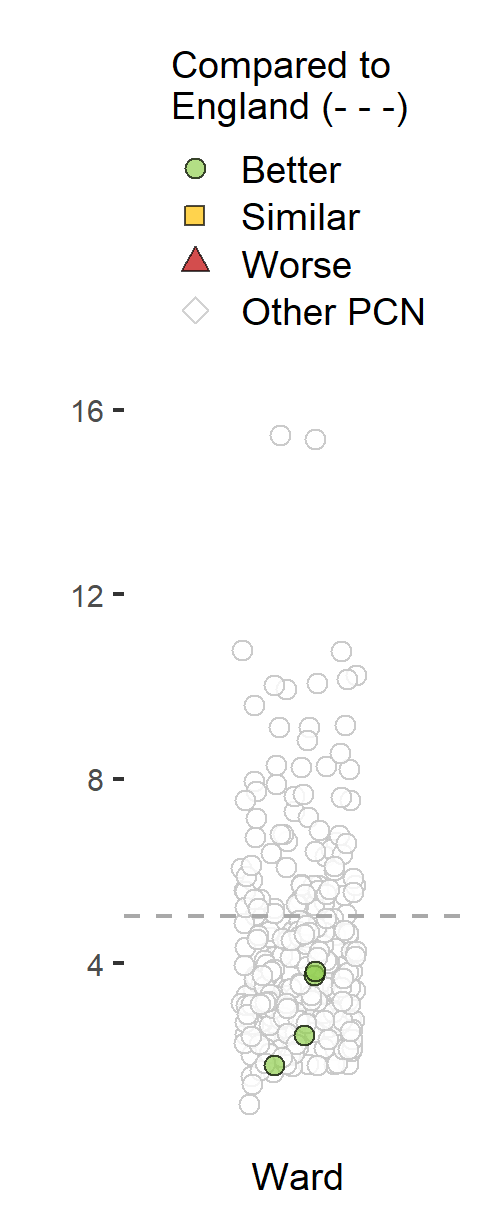 Compared to
England (- - -)
Better
Similar
Worse
Other PCN
16
12
8
4
Ward